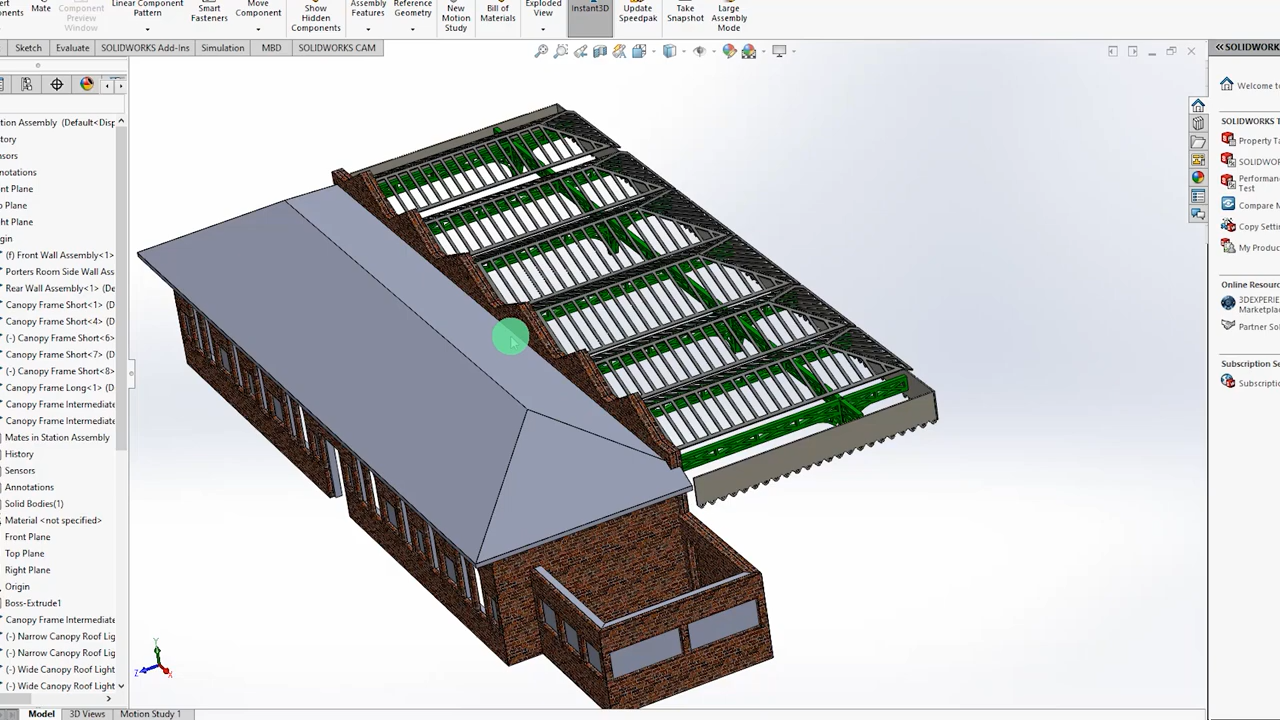 Mate
Component Preview Window
Linear Component Pattern
Smart Fasteners
Move Component
Show Hidden Components
Assembly Features
Reference Geometry
New Motion Study
Bill of Materials
Exploded View
Instant3D
Update Speedpak
Take Snapshot
Large Assembly Mode
Sketch
Evaluate
SOLIDWORKS Add-Ins
Simulation
MBD
SOLIDWORKS CAM
tion Assembly (Default<Disp
tory
sors
notations
nt Plane
p Plane
ht Plane
gin
(f) Front Wall Assembly<1>
Porters Room Side Wall Ass
Rear Wall Assembly<1> (De
Canopy Frame Short<1> (D
Canopy Frame Short<4> (D
(-) Canopy Frame Short<6>
Canopy Frame Short<7> (D
(-) Canopy Frame Short<8>
Canopy Frame Long<1> (D
Canopy Frame Intermediate
Canopy Frame Intermediate
Mates in Station Assembly
History
Sensors
Annotations
Solid Bodies(1)
Material <not specified>
Front Plane
Top Plane
Right Plane
Origin
Boss-Extrude1
Canopy Frame Intermediate
(-) Narrow Canopy Roof Lig
(-) Narrow Canopy Roof Lig
(-) Wide Canopy Roof Light
(-) Wide Canopy Roof Light
Y
Z
X
Model
3D Views
Motion Study 1
SOLIDWORK
Welcome to
SOLIDWORKS T
Property Ta
SOLIDWOR
Performanc
Test
Compare M
Copy Settin
My Produc
Online Resourc
3DEXPERIE
Marketplac
Partner Sol
Subscription Se
Subscriptio